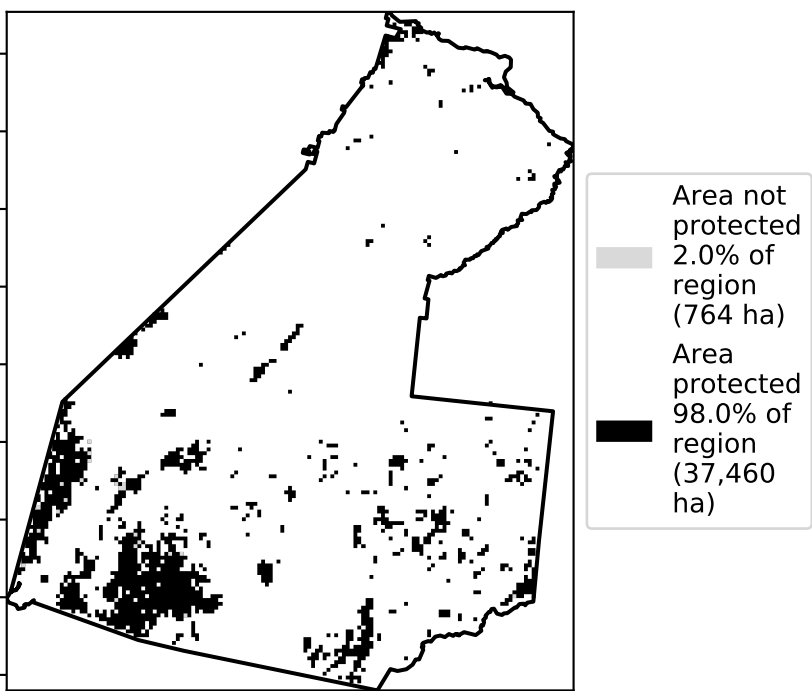 Area not
protected
2.0% of
region
(764 ha)
Area
protected
98.0% of
region
(37,460
ha)